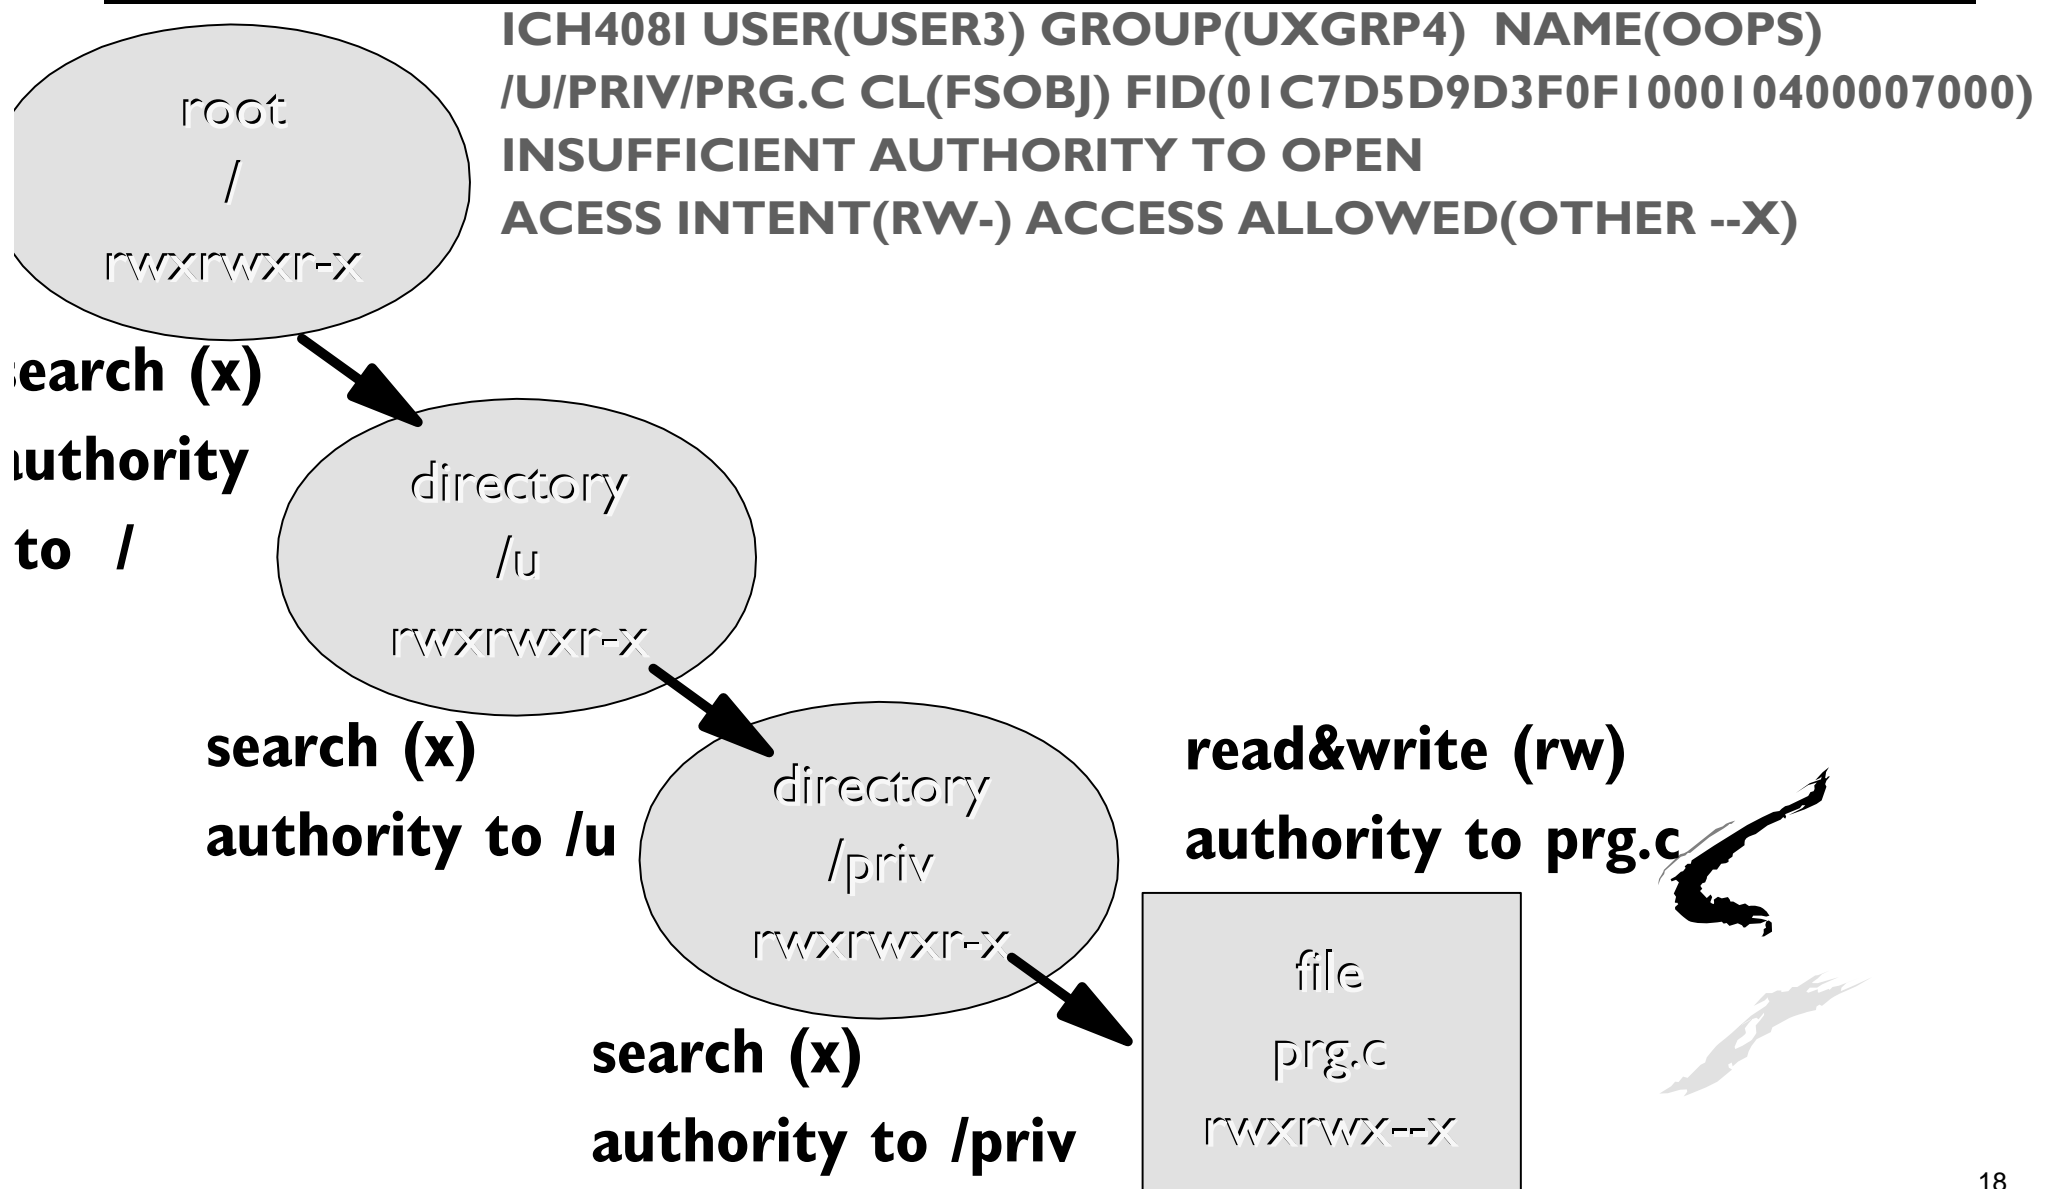 ICH408I USER(USER3) GROUP(UXGRP4) NAME(OOPS)
/U/PRIV/PRG.C CL(FSOBJ) FID(01C7D5D9D3F0F100010400007000)
INSUFFICIENT AUTHORITY TO OPEN
ACESS INTENT(RW-) ACCESS ALLOWED(OTHER --X)
root
/
rwxrwxr-x
search (x)
authority
to /
directory
/u
rwxrwxr-x
search (x)
authority to /u
directory
/priv
rwxrwxr-x
search (x)
authority to /priv
read&write (rw)
authority to prg.c
file
prg.c
rwxrwx--x
18